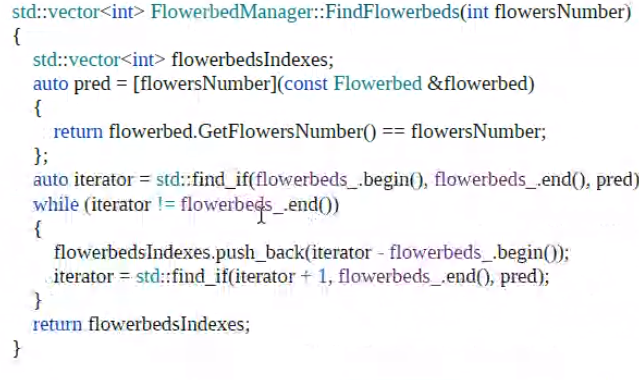 std::vector<int> FlowerbedManager::FindFlowerbeds(int flowersNumber)
{
std::vector<int> flowerbedsIndexes;
auto pred = [flowersNumber](const Flowerbed &flowerbed)
{
return flowerbed.GetFlowersNumber() == flowersNumber;
};
auto iterator = std::find_if(flowerbeds_.begin(), flowerbeds_.end(), pred)
while (iterator != flowerbeds_.end())
{
flowerbedsIndexes.push_back(iterator - flowerbeds_.begin());
iterator = std::find_if(iterator + 1, flowerbeds_.end(), pred);
}
return flowerbedsIndexes;
}